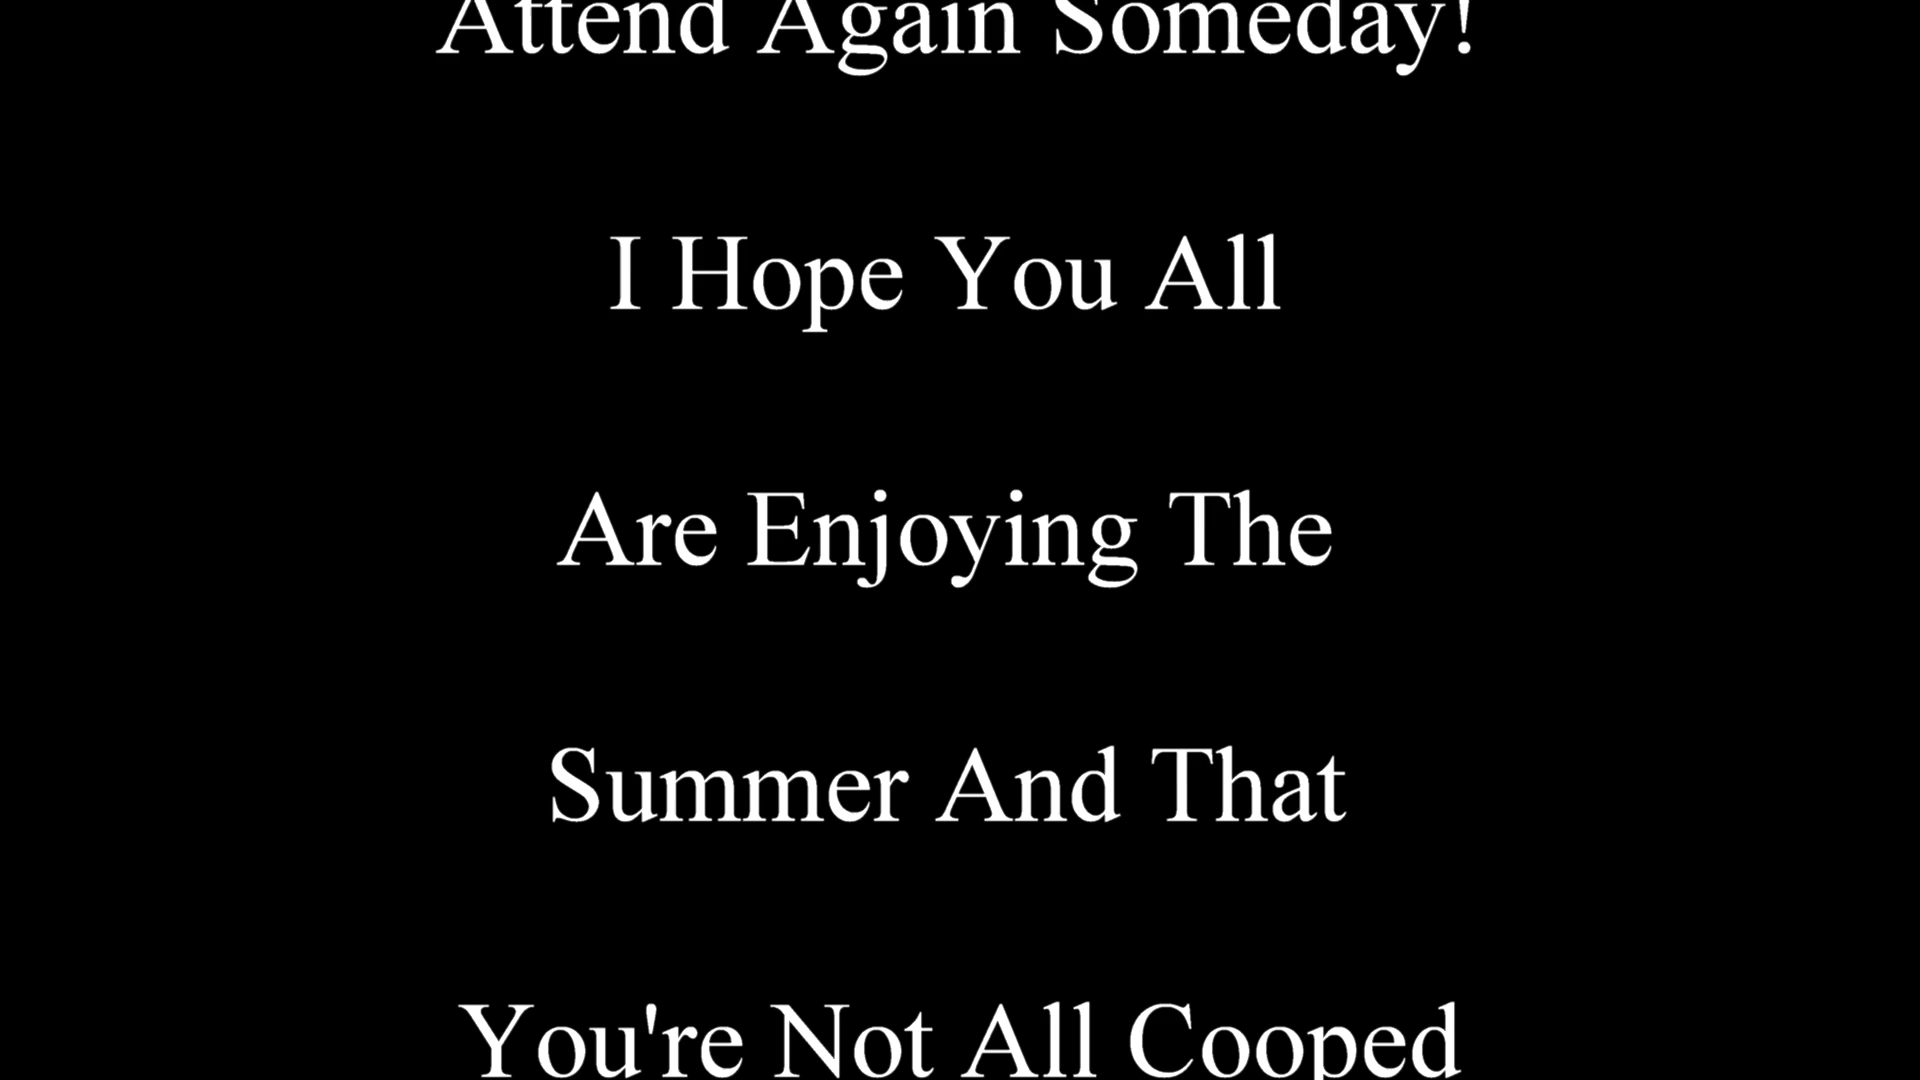 Attend Again Someday!
I Hope You All
Are Enjoying The
Summer And That
You're Not All Cooped